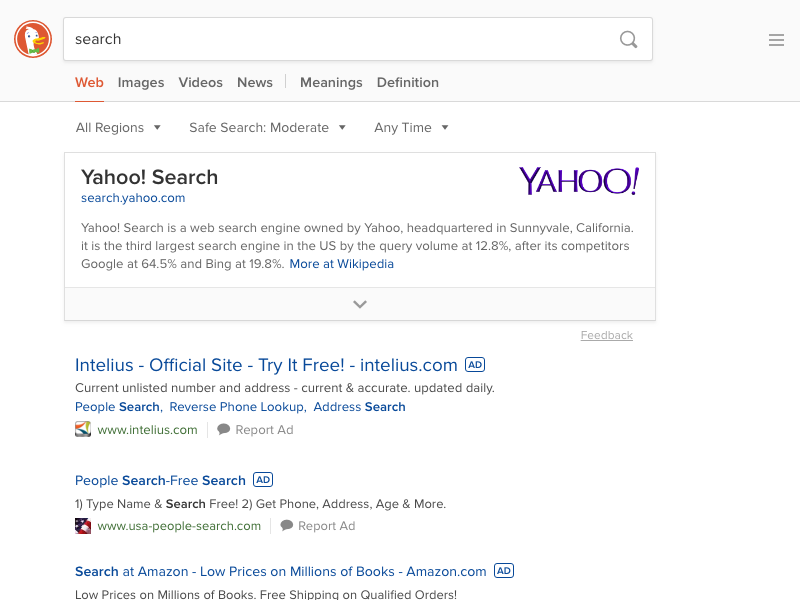 search
Web Images Videos News Meanings Definition
All Regions Safe Search: Moderate Any Time
Yahoo! Search
YAHOO!
search.yahoo.com
Yahoo! Search is a web search engine owned by Yahoo, headquartered in Sunnyvale, California.
it is the third largest search engine in the US by the query volume at 12.8%, after its competitors
Google at 64.5% and Bing at 19.8%. More at Wikipedia
Feedback
Intelius - Official Site - Try It Free! - intelius.com AD
Current unlisted number and address - current & accurate. updated daily.
People Search, Reverse Phone Lookup, Address Search
www.intelius.com Report Ad
People Search-Free Search AD
1) Type Name & Search Free! 2) Get Phone, Address, Age & More.
www.usa-people-search.com Report Ad
Search at Amazon - Low Prices on Millions of Books - Amazon.com AD
Low Prices on Millions of Books. Free Shipping on Qualified Orders!